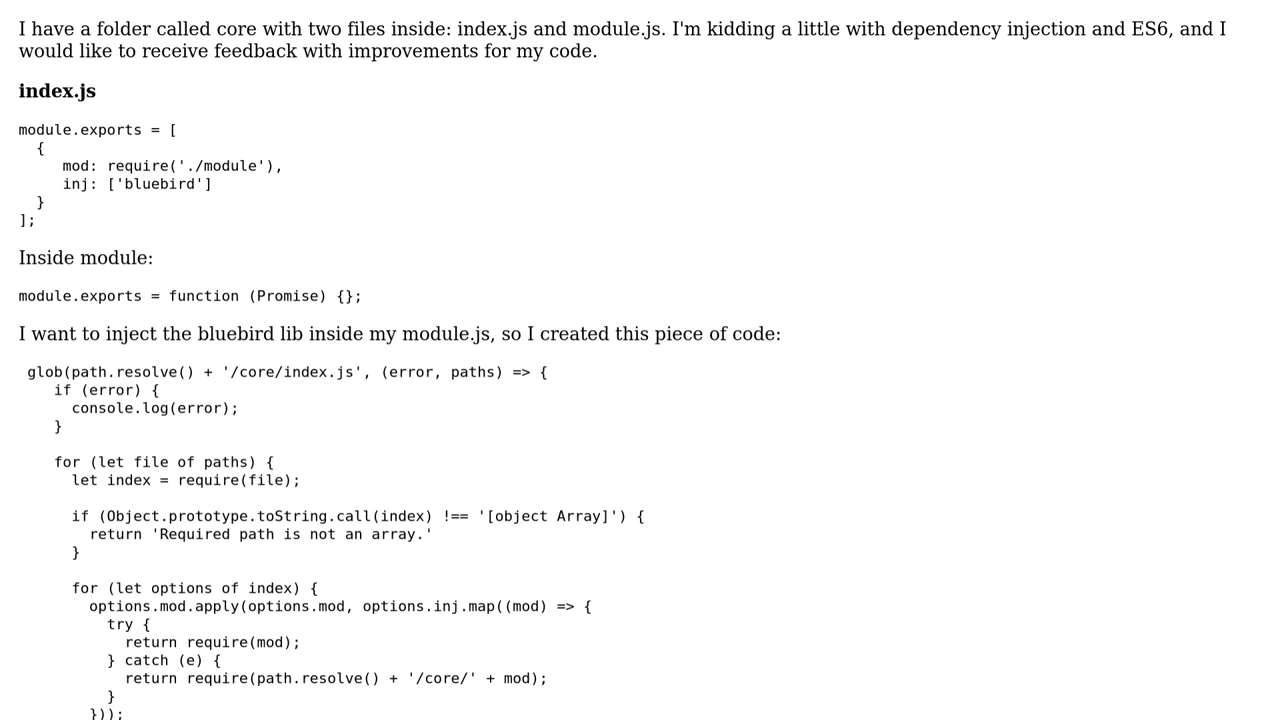 I have a folder called core with two files inside: index.js and module.js. I'm kidding a little with dependency injection and ES6, and I
would like to receive feedback with improvements for my code.
index.js
module.exports = [
  {
     mod: require('./module'),
     inj: ['bluebird']
  }
];
Inside module:
module.exports = function (Promise) {};
I want to inject the bluebird lib inside my module.js, so I created this piece of code:
 glob(path.resolve() + '/core/index.js', (error, paths) => {
    if (error) {
      console.log(error);
    }
    for (let file of paths) {
      let index = require(file);
      if (Object.prototype.toString.call(index) !== '[object Array]') {
        return 'Required path is not an array.'
      }
      for (let options of index) {
        options.mod.apply(options.mod, options.inj.map((mod) => {
          try {
            return require(mod);
          } catch (e) {
            return require(path.resolve() + '/core/' + mod);
          }
        }));